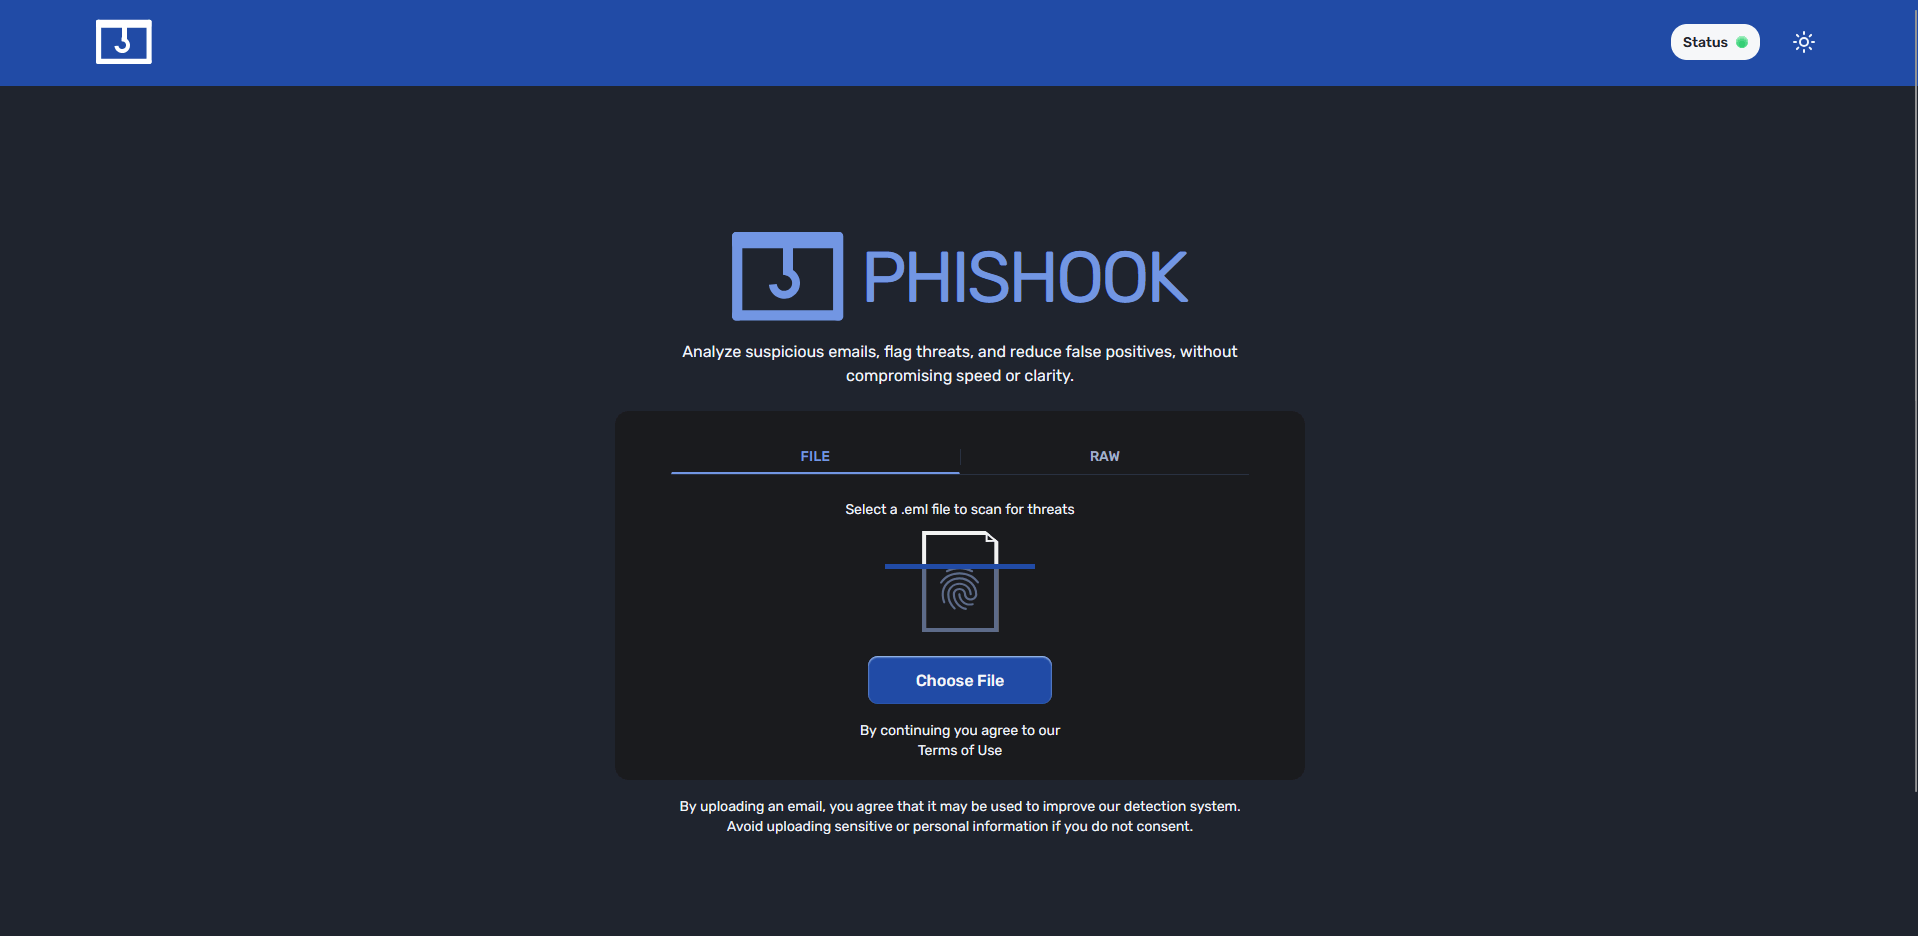 Status
PHISHOOK
Analyze suspicious emails, flag threats, and reduce false positives, without
compromising speed or clarity.
FILE
RAW
Select a .eml file to scan for threats
Choose File
By continuing you agree to our
Terms of Use
By uploading an email, you agree that it may be used to improve our detection system.
Avoid uploading sensitive or personal information if you do not consent.